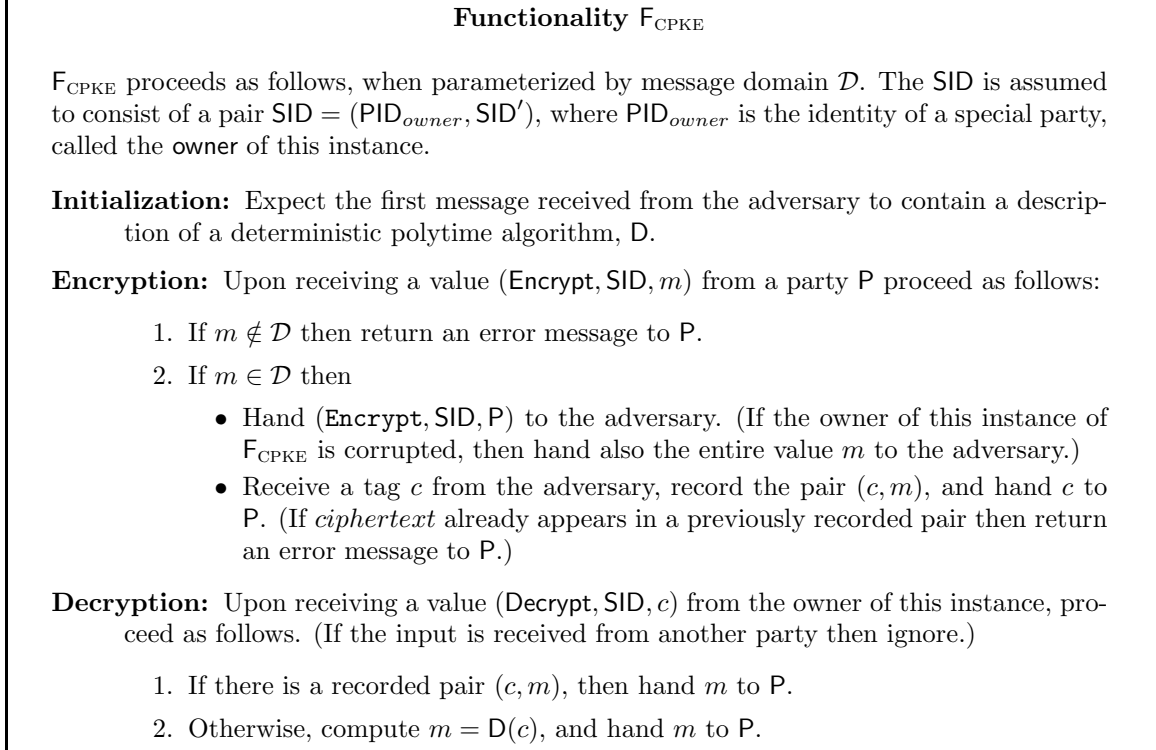 Functionality F_CPKE
F_CPKE proceeds as follows, when parameterized by message domain 𝒟. The SID is assumed
to consist of a pair SID = (PID_owner, SID′), where PID_owner is the identity of a special party,
called the owner of this instance.
Initialization: Expect the first message received from the adversary to contain a descrip-
tion of a deterministic polytime algorithm, D.
Encryption: Upon receiving a value (Encrypt, SID, m) from a party P proceed as follows:
1. If m ∉ 𝒟 then return an error message to P.
2. If m ∈ 𝒟 then
• Hand (Encrypt, SID, P) to the adversary. (If the owner of this instance of
F_CPKE is corrupted, then hand also the entire value m to the adversary.)
• Receive a tag c from the adversary, record the pair (c, m), and hand c to
P. (If ciphertext already appears in a previously recorded pair then return
an error message to P.)
Decryption: Upon receiving a value (Decrypt, SID, c) from the owner of this instance, pro-
ceed as follows. (If the input is received from another party then ignore.)
1. If there is a recorded pair (c, m), then hand m to P.
2. Otherwise, compute m = D(c), and hand m to P.